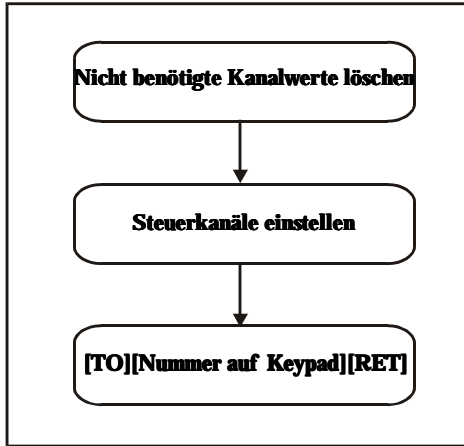 Nicht benötigte Kanalwerte löschen
Steuerkanäle einstellen
[TO][Nummer auf Keypad][RET]